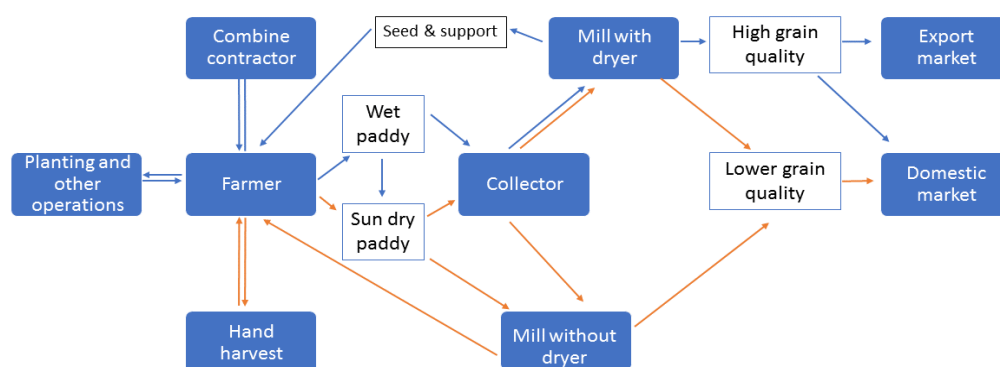 Combine
contractor
Seed & support
Mill with
dryer
High grain
quality
Export
market
Wet
paddy
Planting and
other
operations
Farmer
Collector
Lower grain
quality
Domestic
market
Sun dry
paddy
Hand
harvest
Mill without
dryer